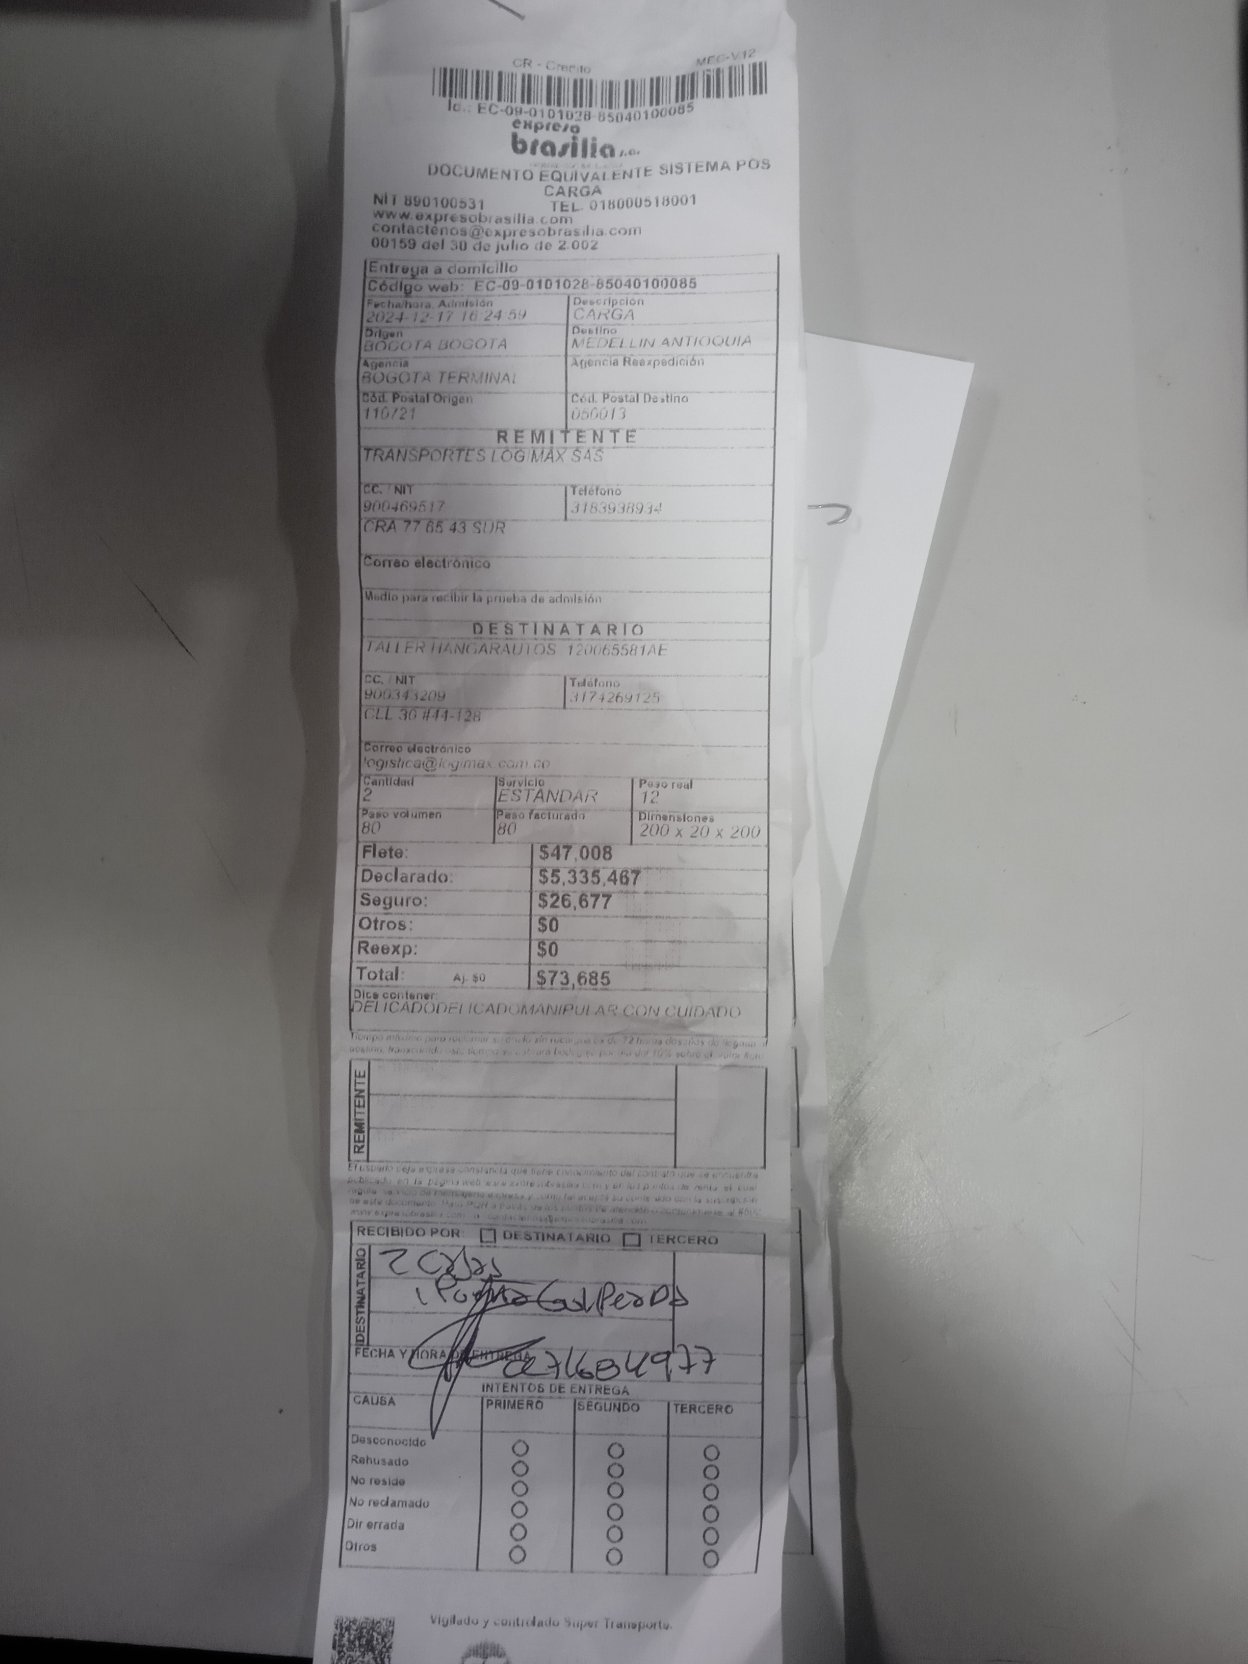 CR - Credito MEC-V12
Id.: EC-09-0101028-85040100085
expreso
brasilia s.a.
DOCUMENTO EQUIVALENTE SISTEMA POS
CARGA
NIT 890100531 TEL. 018000518001
www.expresobrasilia.com
contactenos@expresobrasilia.com
00159 del 30 de julio de 2.002
Entrega a domicilio
Código web: EC-09-0101028-85040100085
Fecha/hora. Admisión Descripción
2024-12-17 16:24:59 CARGA
Origen Destino
BOGOTA BOGOTA MEDELLIN ANTIOQUIA
Agencia Agencia Reexpedición
BOGOTA TERMINAL
Cód. Postal Origen Cód. Postal Destino
110721 050013
REMITENTE
TRANSPORTES LOGIMAX SAS
CC. / NIT Teléfono
900469517 3183938934
CRA 77 65 43 SUR
Correo electrónico
Medio para recibir la prueba de admisión
DESTINATARIO
TALLER HANGARAUTOS 120065581AE
CC. / NIT Teléfono
900343209 3174269125
CLL 30 #44-128
Correo electrónico
logistica@logimax.com.co
Cantidad Servicio Peso real
2 ESTANDAR 12
Peso volumen Peso facturado Dimensiones
80 80 200 x 20 x 200
Flete: $47,008
Declarado: $5,335,467
Seguro: $26,677
Otros: $0
Reexp: $0
Total: Aj. $0 $73,685
Dice contener:
DELICADODELICADOMANIPULAR CON CUIDADO
REMITENTE
RECIBIDO POR: DESTINATARIO TERCERO
DESTINATARIO
2 Cajas
Golpeada
FECHA Y HORA DE ENTREGA
INTENTOS DE ENTREGA
CAUSA PRIMERO SEGUNDO TERCERO
Desconocido
Rehusado
No reside
No reclamado
Dir errada
Otros
Vigilado y controlado Super Transporte.